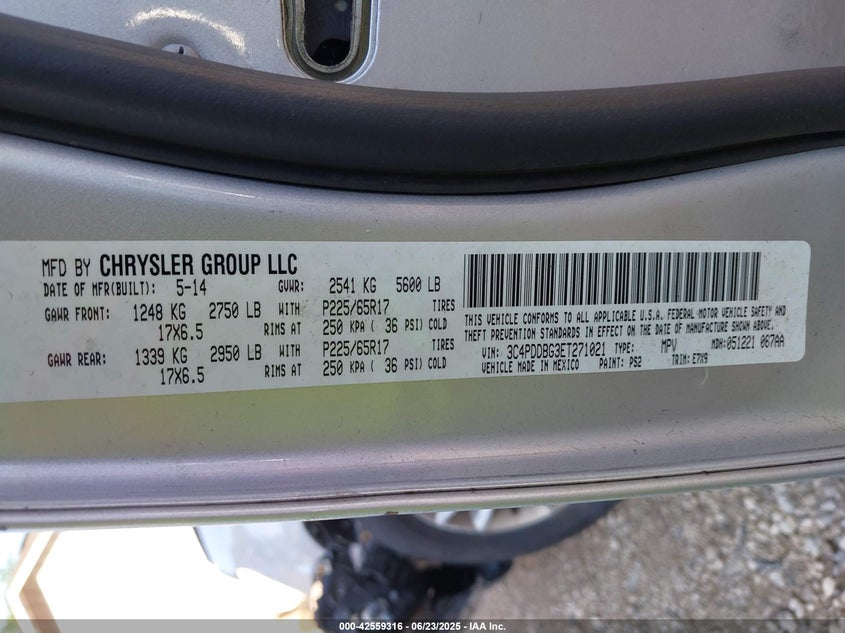 MFD BY CHRYSLER GROUP LLC
DATE OF MFR(BUILT): 5-14 GVWR: 2541 KG 5600 LB
GAWR FRONT: 1248 KG 2750 LB WITH P225/65R17 TIRES
17X6.5 RIMS AT 250 KPA ( 36 PSI) COLD
GAWR REAR: 1339 KG 2950 LB WITH P225/65R17 TIRES
17X6.5 RIMS AT 250 KPA ( 36 PSI) COLD
THIS VEHICLE CONFORMS TO ALL APPLICABLE U.S.A. FEDERAL MOTOR VEHICLE SAFETY AND
THEFT PREVENTION STANDARDS IN EFFECT ON THE DATE OF MANUFACTURE SHOWN ABOVE.
VIN: 3C4PDDBG3ET271021 TYPE: MPV MDH:051221 067AA
VEHICLE MADE IN MEXICO PAINT: PS2 TRIM: E7X9
000-42559316 - 06/23/2025 - IAA Inc.